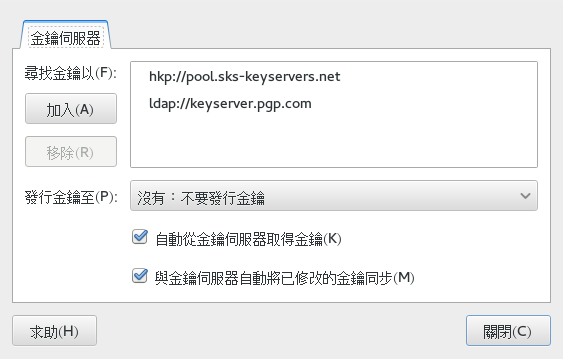 金鑰伺服器
尋找金鑰以(F):
hkp://pool.sks-keyservers.net
ldap://keyserver.pgp.com
加入(A)
移除(R)
發行金鑰至(P):
沒有：不要發行金鑰
自動從金鑰伺服器取得金鑰(K)
與金鑰伺服器自動將已修改的金鑰同步(M)
求助(H)
關閉(C)